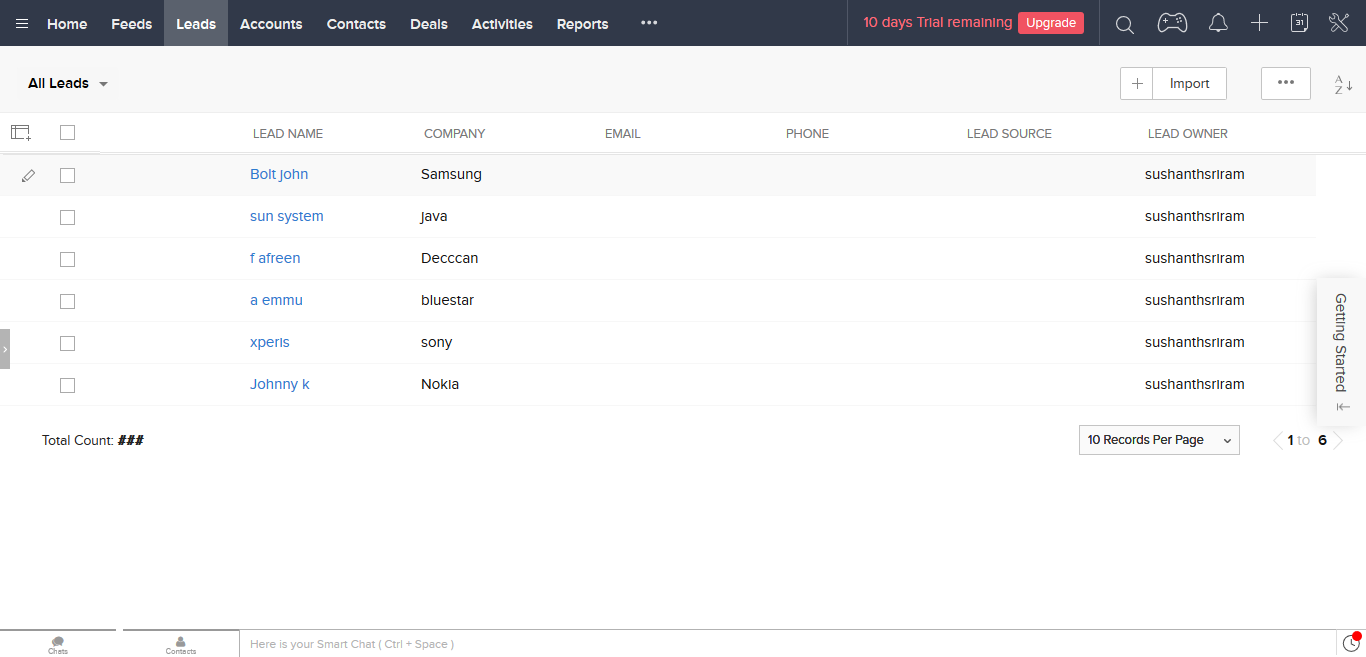 Home Feeds Leads Accounts Contacts Deals Activities Reports ••• 10 days Trial remaining Upgrade 31
All Leads + Import ••• A Z
LEAD NAME COMPANY EMAIL PHONE LEAD SOURCE LEAD OWNER
Bolt john Samsung sushanthsriram
sun system java sushanthsriram
f afreen Decccan sushanthsriram
a emmu bluestar sushanthsriram
xperis sony sushanthsriram
Johnny k Nokia sushanthsriram
Getting Started
Total Count: ### 10 Records Per Page 1 to 6
Chats Contacts Here is your Smart Chat ( Ctrl + Space )